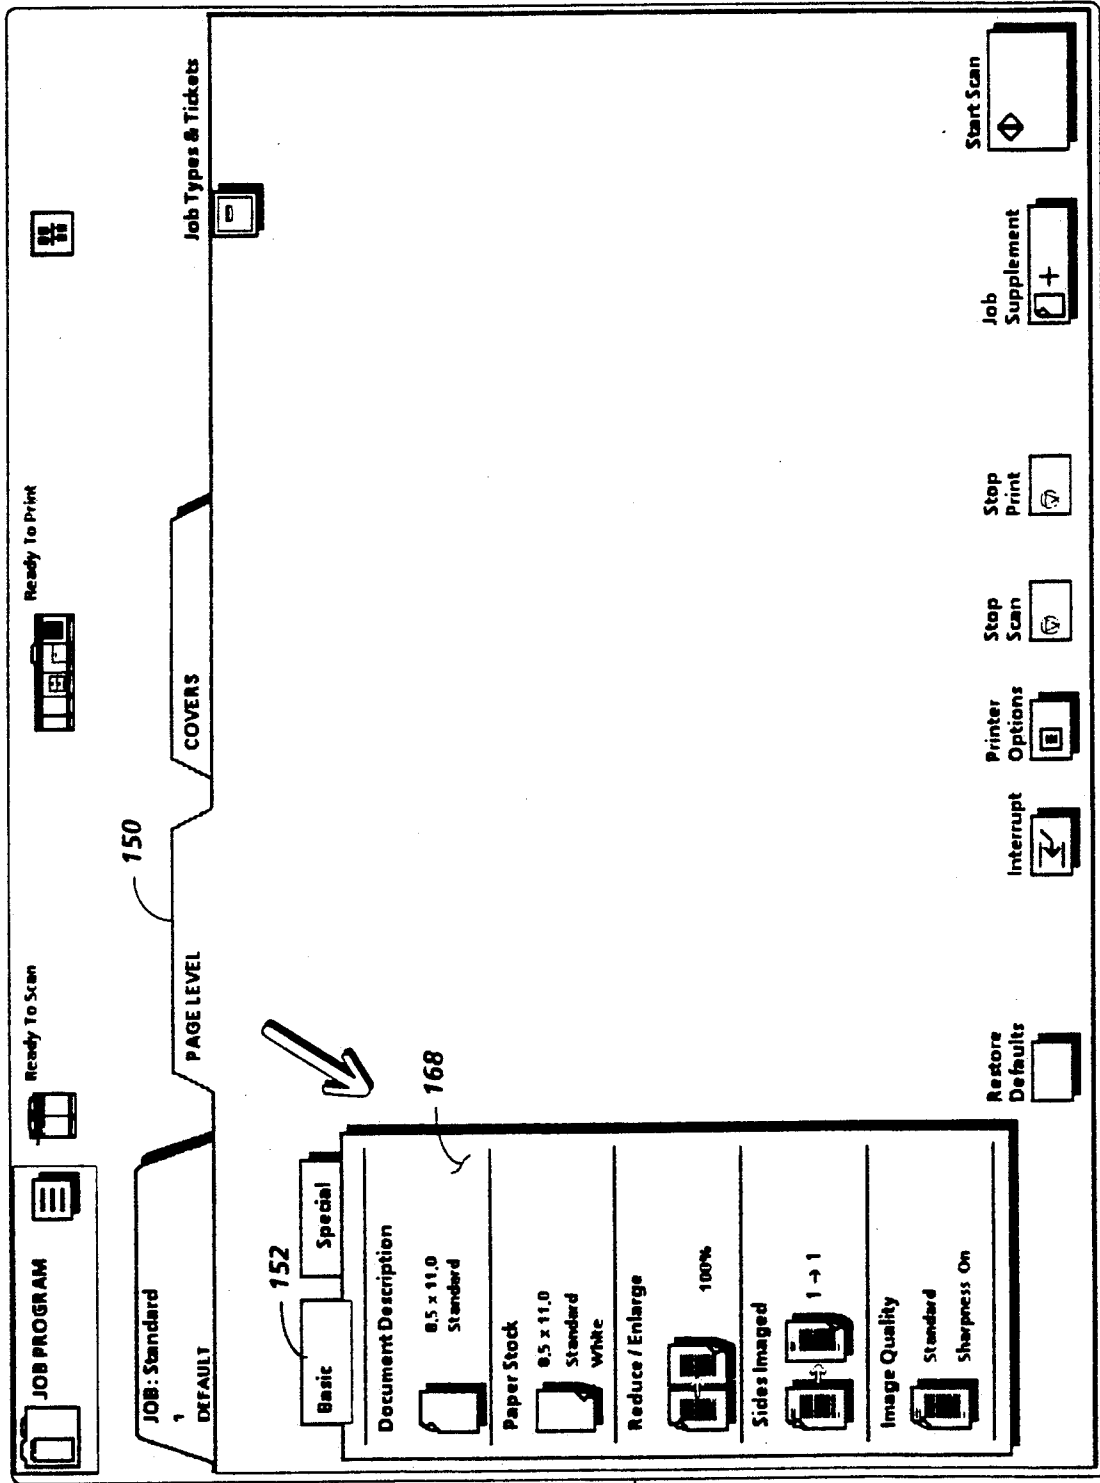 JOB PROGRAM
Ready To Scan
Ready To Print
JOB: Standard
1
DEFAULT
PAGE LEVEL
150
COVERS
Job Types & Tickets
152
Basic
Special
Document Description
8.5 x 11.0
Standard
168
Paper Stock
8.5 x 11.0
Standard
White
Reduce / Enlarge
100%
Sides Imaged
1 → 1
Image Quality
Standard
Sharpness On
Restore
Defaults
Interrupt
Printer
Options
Stop
Scan
Stop
Print
Job
Supplement
Start Scan